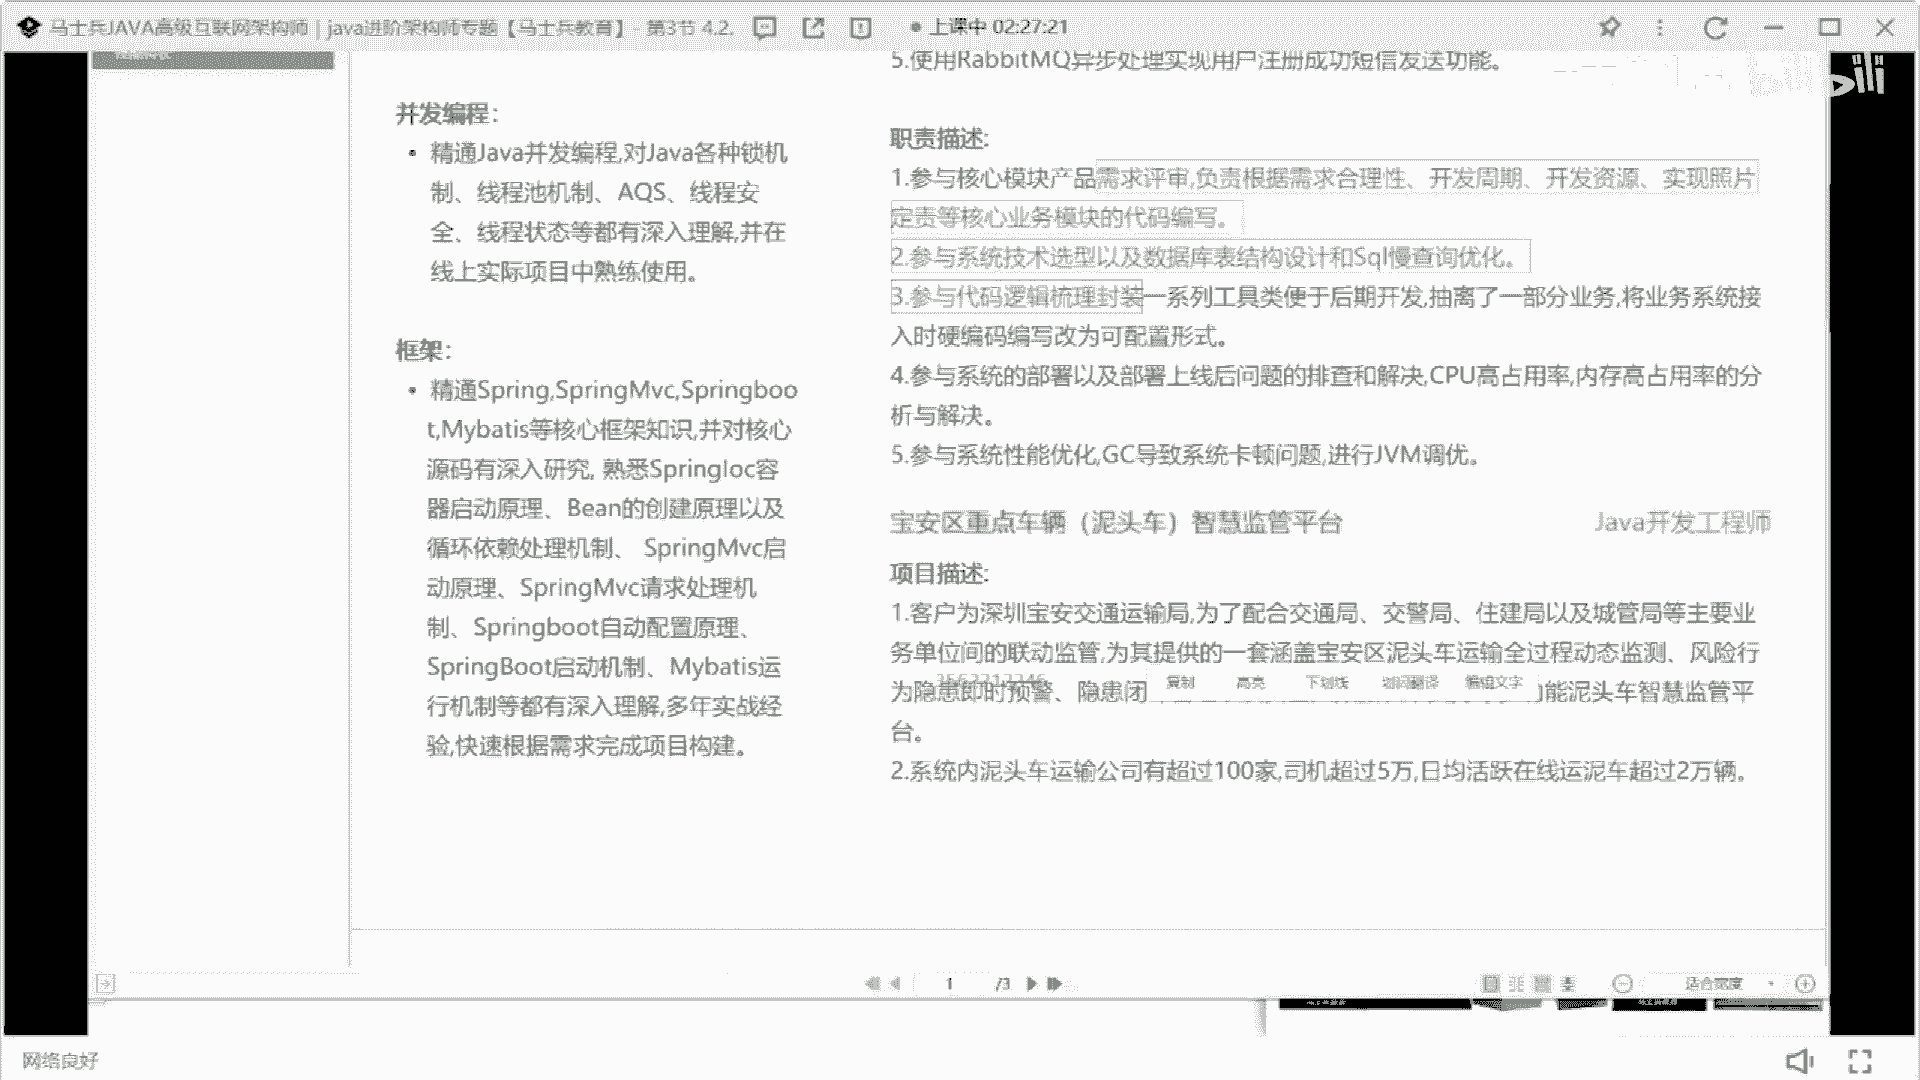 马士兵JAVA高级互联网架构师 | java进阶架构师专题【马士兵教育】- 第3节 4.2.
上课中 02:27:21
并发编程:
• 精通Java并发编程,对Java各种锁机
制、线程池机制、AQS、线程安
全、线程状态等都有深入理解,并在
线上实际项目中熟练使用。
框架:
• 精通Spring,SpringMvc,Springboo
t,Mybatis等核心框架知识,并对核心
源码有深入研究, 熟悉SpringIoc容
器启动原理、Bean的创建原理以及
循环依赖处理机制、 SpringMvc启
动原理、SpringMvc请求处理机
制、Springboot自动配置原理、
SpringBoot启动机制、Mybatis运
行机制等都有深入理解,多年实战经
验,快速根据需求完成项目构建。
5.使用RabbitMQ异步处理实现用户注册成功短信发送功能。
职责描述:
1.参与核心模块产品需求评审,负责根据需求合理性、开发周期、开发资源、实现照片
定责等核心业务模块的代码编写。
2.参与系统技术选型以及数据库表结构设计和Sql慢查询优化。
3.参与代码逻辑梳理封装一系列工具类便于后期开发,抽离了一部分业务,将业务系统接
入时硬编码编写改为可配置形式。
4.参与系统的部署以及部署上线后问题的排查和解决,CPU高占用率,内存高占用率的分
析与解决。
5.参与系统性能优化,GC导致系统卡顿问题,进行JVM调优。
宝安区重点车辆（泥头车）智慧监管平台 Java开发工程师
项目描述:
1.客户为深圳宝安交通运输局,为了配合交通局、交警局、住建局以及城管局等主要业
务单位间的联动监管,为其提供的一套涵盖宝安区泥头车运输全过程动态监测、风险行
为隐患即时预警、隐患闭 能泥头车智慧监管平
复制 高亮 下划线 划词翻译 编辑文字
台。
2.系统内泥头车运输公司有超过100家,司机超过5万,日均活跃在线运泥车超过2万辆。
1 /3
适合宽度
网络良好